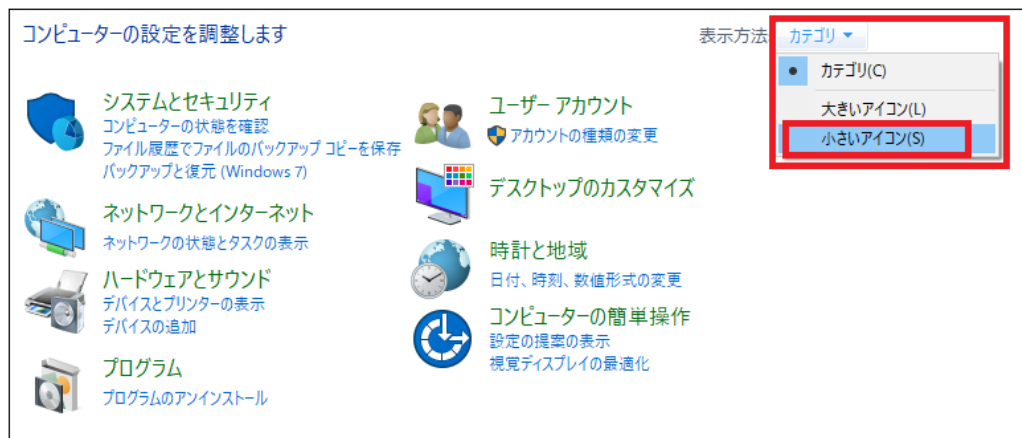 コンピューターの設定を調整します
表示方法: カテゴリ
カテゴリ(C)
大きいアイコン(L)
小さいアイコン(S)
システムとセキュリティ
コンピューターの状態を確認
ファイル履歴でファイルのバックアップ コピーを保存
バックアップと復元 (Windows 7)
ネットワークとインターネット
ネットワークの状態とタスクの表示
ハードウェアとサウンド
デバイスとプリンターの表示
デバイスの追加
プログラム
プログラムのアンインストール
ユーザー アカウント
アカウントの種類の変更
デスクトップのカスタマイズ
時計と地域
日付、時刻、数値形式の変更
コンピューターの簡単操作
設定の提案の表示
視覚ディスプレイの最適化